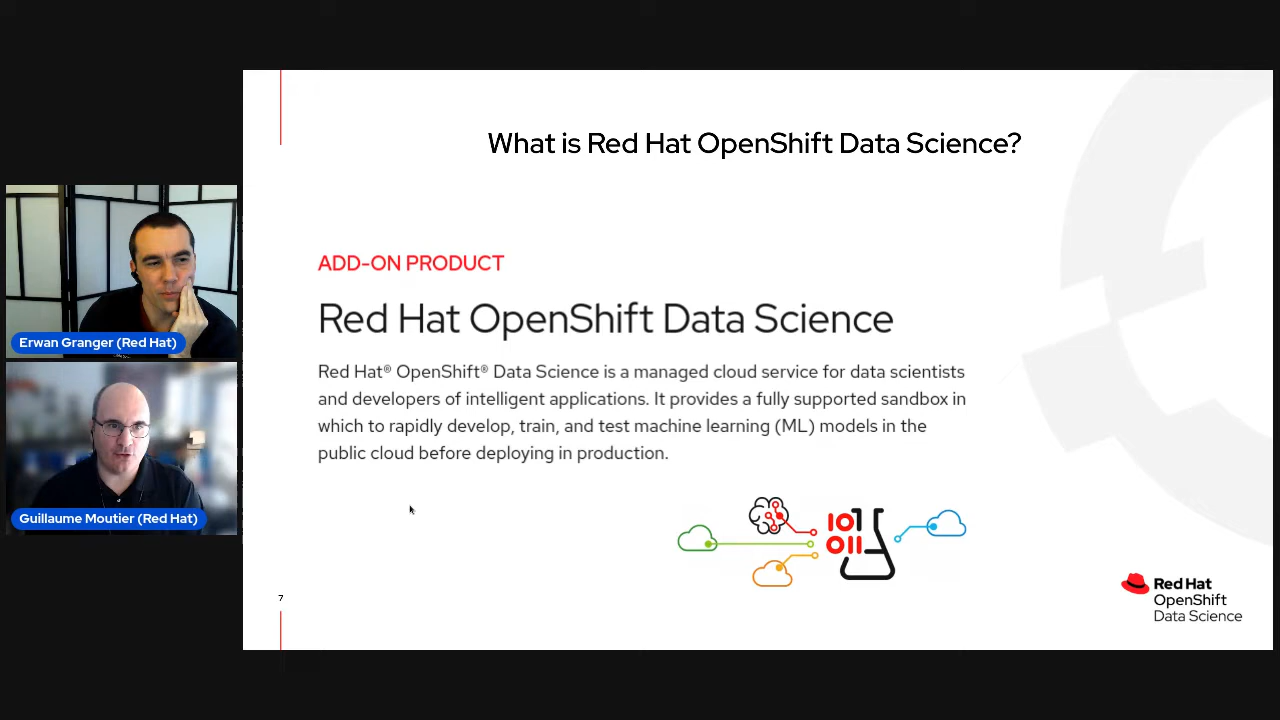 What is Red Hat OpenShift Data Science?
ADD-ON PRODUCT
Red Hat OpenShift Data Science
Red Hat® OpenShift® Data Science is a managed cloud service for data scientists
and developers of intelligent applications. It provides a fully supported sandbox in
which to rapidly develop, train, and test machine learning (ML) models in the
public cloud before deploying in production.
Erwan Granger (Red Hat)
Guillaume Moutier (Red Hat)
101
011
7
Red Hat
OpenShift
Data Science